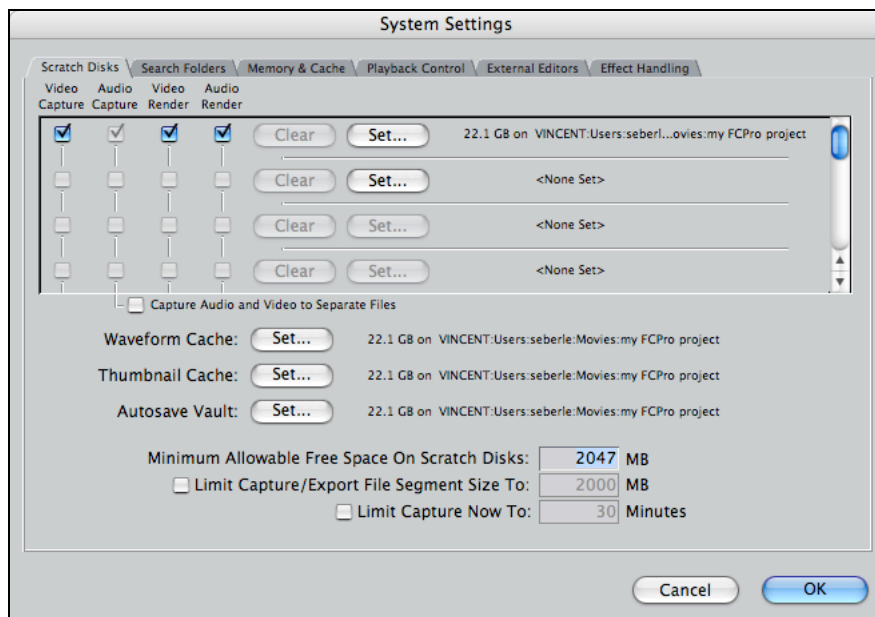 System Settings
Scratch Disks Search Folders Memory & Cache Playback Control External Editors Effect Handling
Video Audio Video Audio
Capture Capture Render Render
Clear Set... 22.1 GB on VINCENT:Users:seberl...ovies:my FCPro project
Clear Set... <None Set>
Clear Set... <None Set>
Clear Set... <None Set>
Capture Audio and Video to Separate Files
Waveform Cache: Set... 22.1 GB on VINCENT:Users:seberle:Movies:my FCPro project
Thumbnail Cache: Set... 22.1 GB on VINCENT:Users:seberle:Movies:my FCPro project
Autosave Vault: Set... 22.1 GB on VINCENT:Users:seberle:Movies:my FCPro project
Minimum Allowable Free Space On Scratch Disks: 2047 MB
Limit Capture/Export File Segment Size To: 2000 MB
Limit Capture Now To: 30 Minutes
Cancel OK